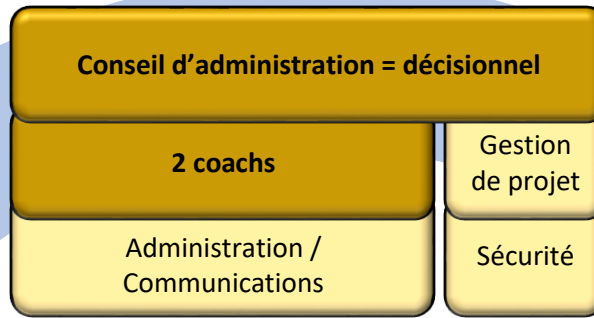 Conseil d’administration = décisionnel
2 coachs
Gestion
de projet
Administration /
Communications
Sécurité